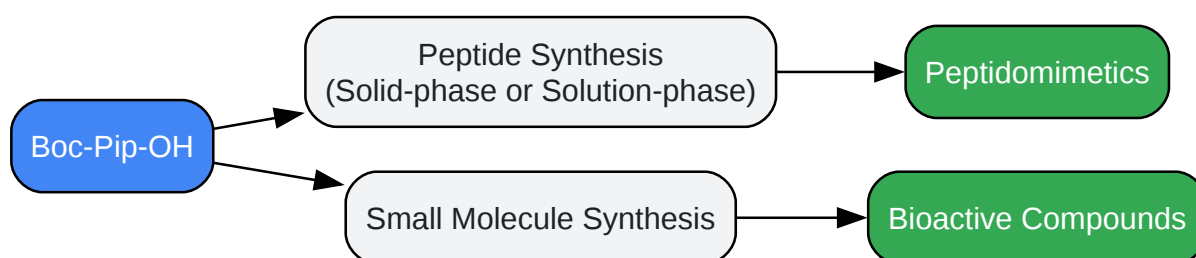 Boc-Pip-OH
Peptide Synthesis
(Solid-phase or Solution-phase)
Peptidomimetics
Small Molecule Synthesis
Bioactive Compounds